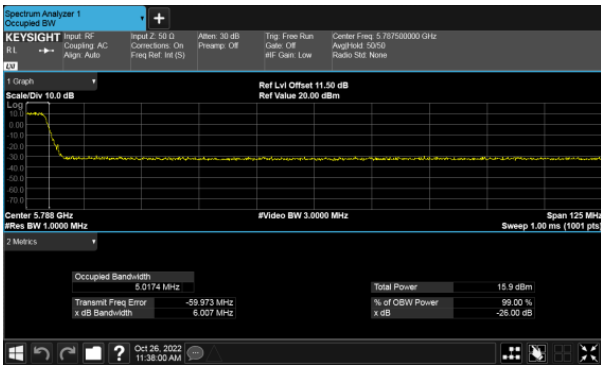 Spectrum Analyzer 1
Occupied BW
KEYSIGHT
Input: RF
Coupling: AC
Align: Auto
Input Z: 50 Ω
Corrections: On
Freq Ref: Int (S)
Atten: 30 dB
Preamp: Off
Trig: Free Run
Gate: Off
#IF Gain: Low
Center Freq: 5.787500000 GHz
Avg|Hold: 50/50
Radio Std: None
R L
LXI
1 Graph
Scale/Div 10.0 dB
Ref Lvl Offset 11.50 dB
Ref Value 20.00 dBm
Log
10.0
0.00
-10.0
-20.0
-30.0
-40.0
-50.0
-60.0
-70.0
Center 5.788 GHz
#Res BW 1.0000 MHz
#Video BW 3.0000 MHz
Span 125 MHz
Sweep 1.00 ms (1001 pts)
2 Metrics
Occupied Bandwidth
5.0174 MHz
Total Power 15.9 dBm
Transmit Freq Error -59.973 MHz
% of OBW Power 99.00 %
x dB Bandwidth 6.007 MHz
x dB -26.00 dB
Oct 26, 2022
11:38:00 AM